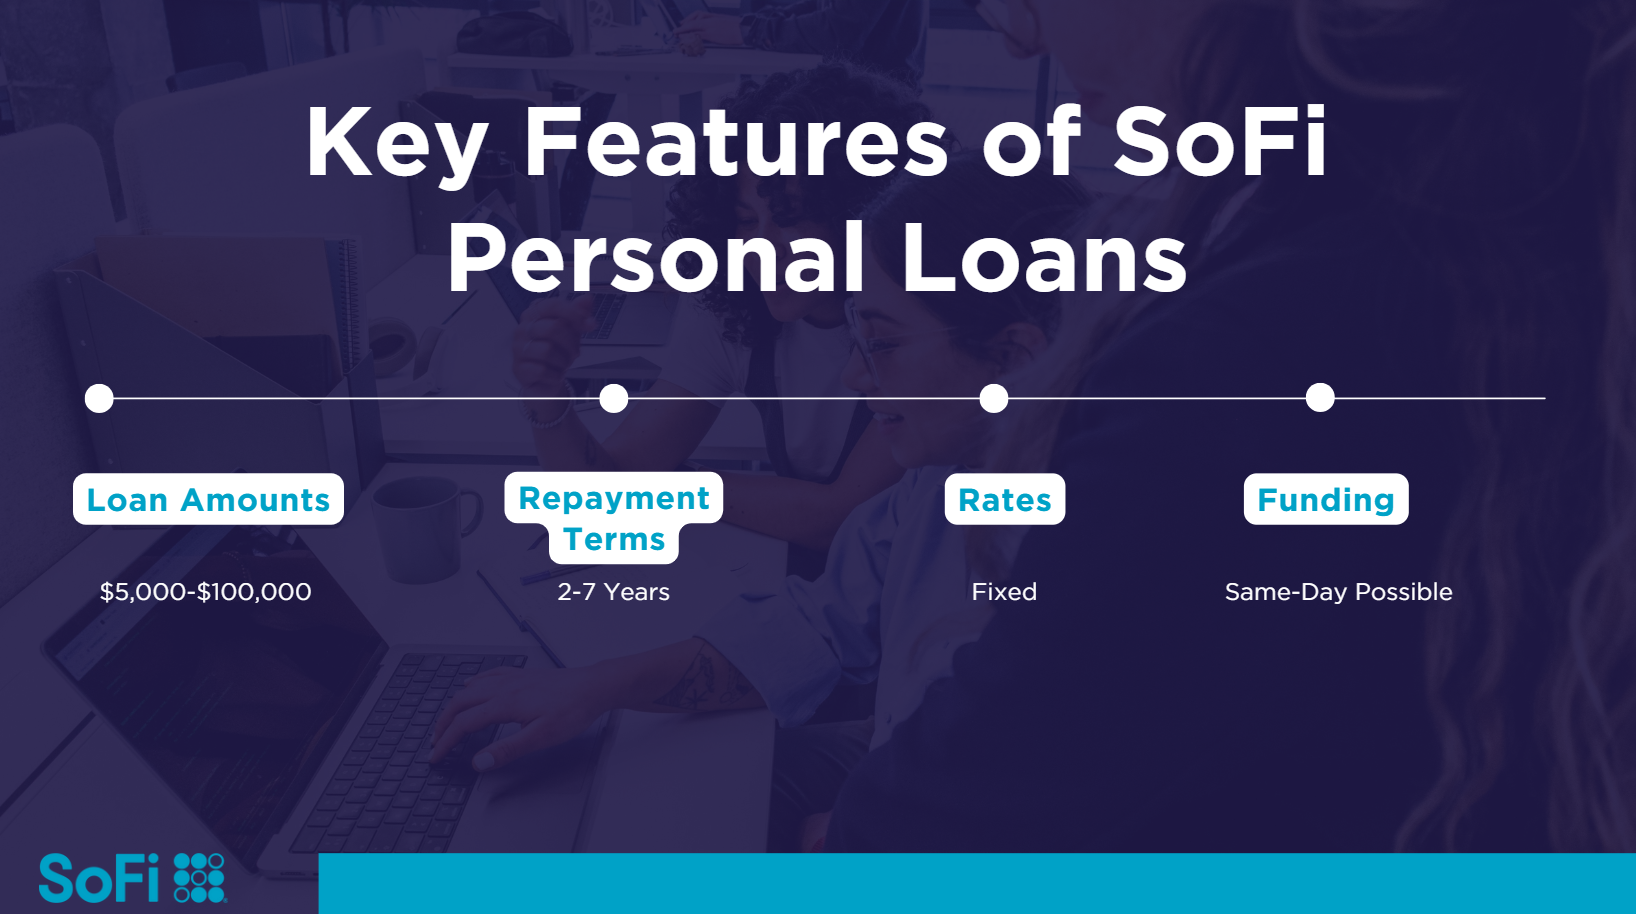 Key Features of SoFi
Personal Loans
Loan Amounts
$5,000-$100,000
Repayment
Terms
2-7 Years
Rates
Fixed
Funding
Same-Day Possible
SoFi